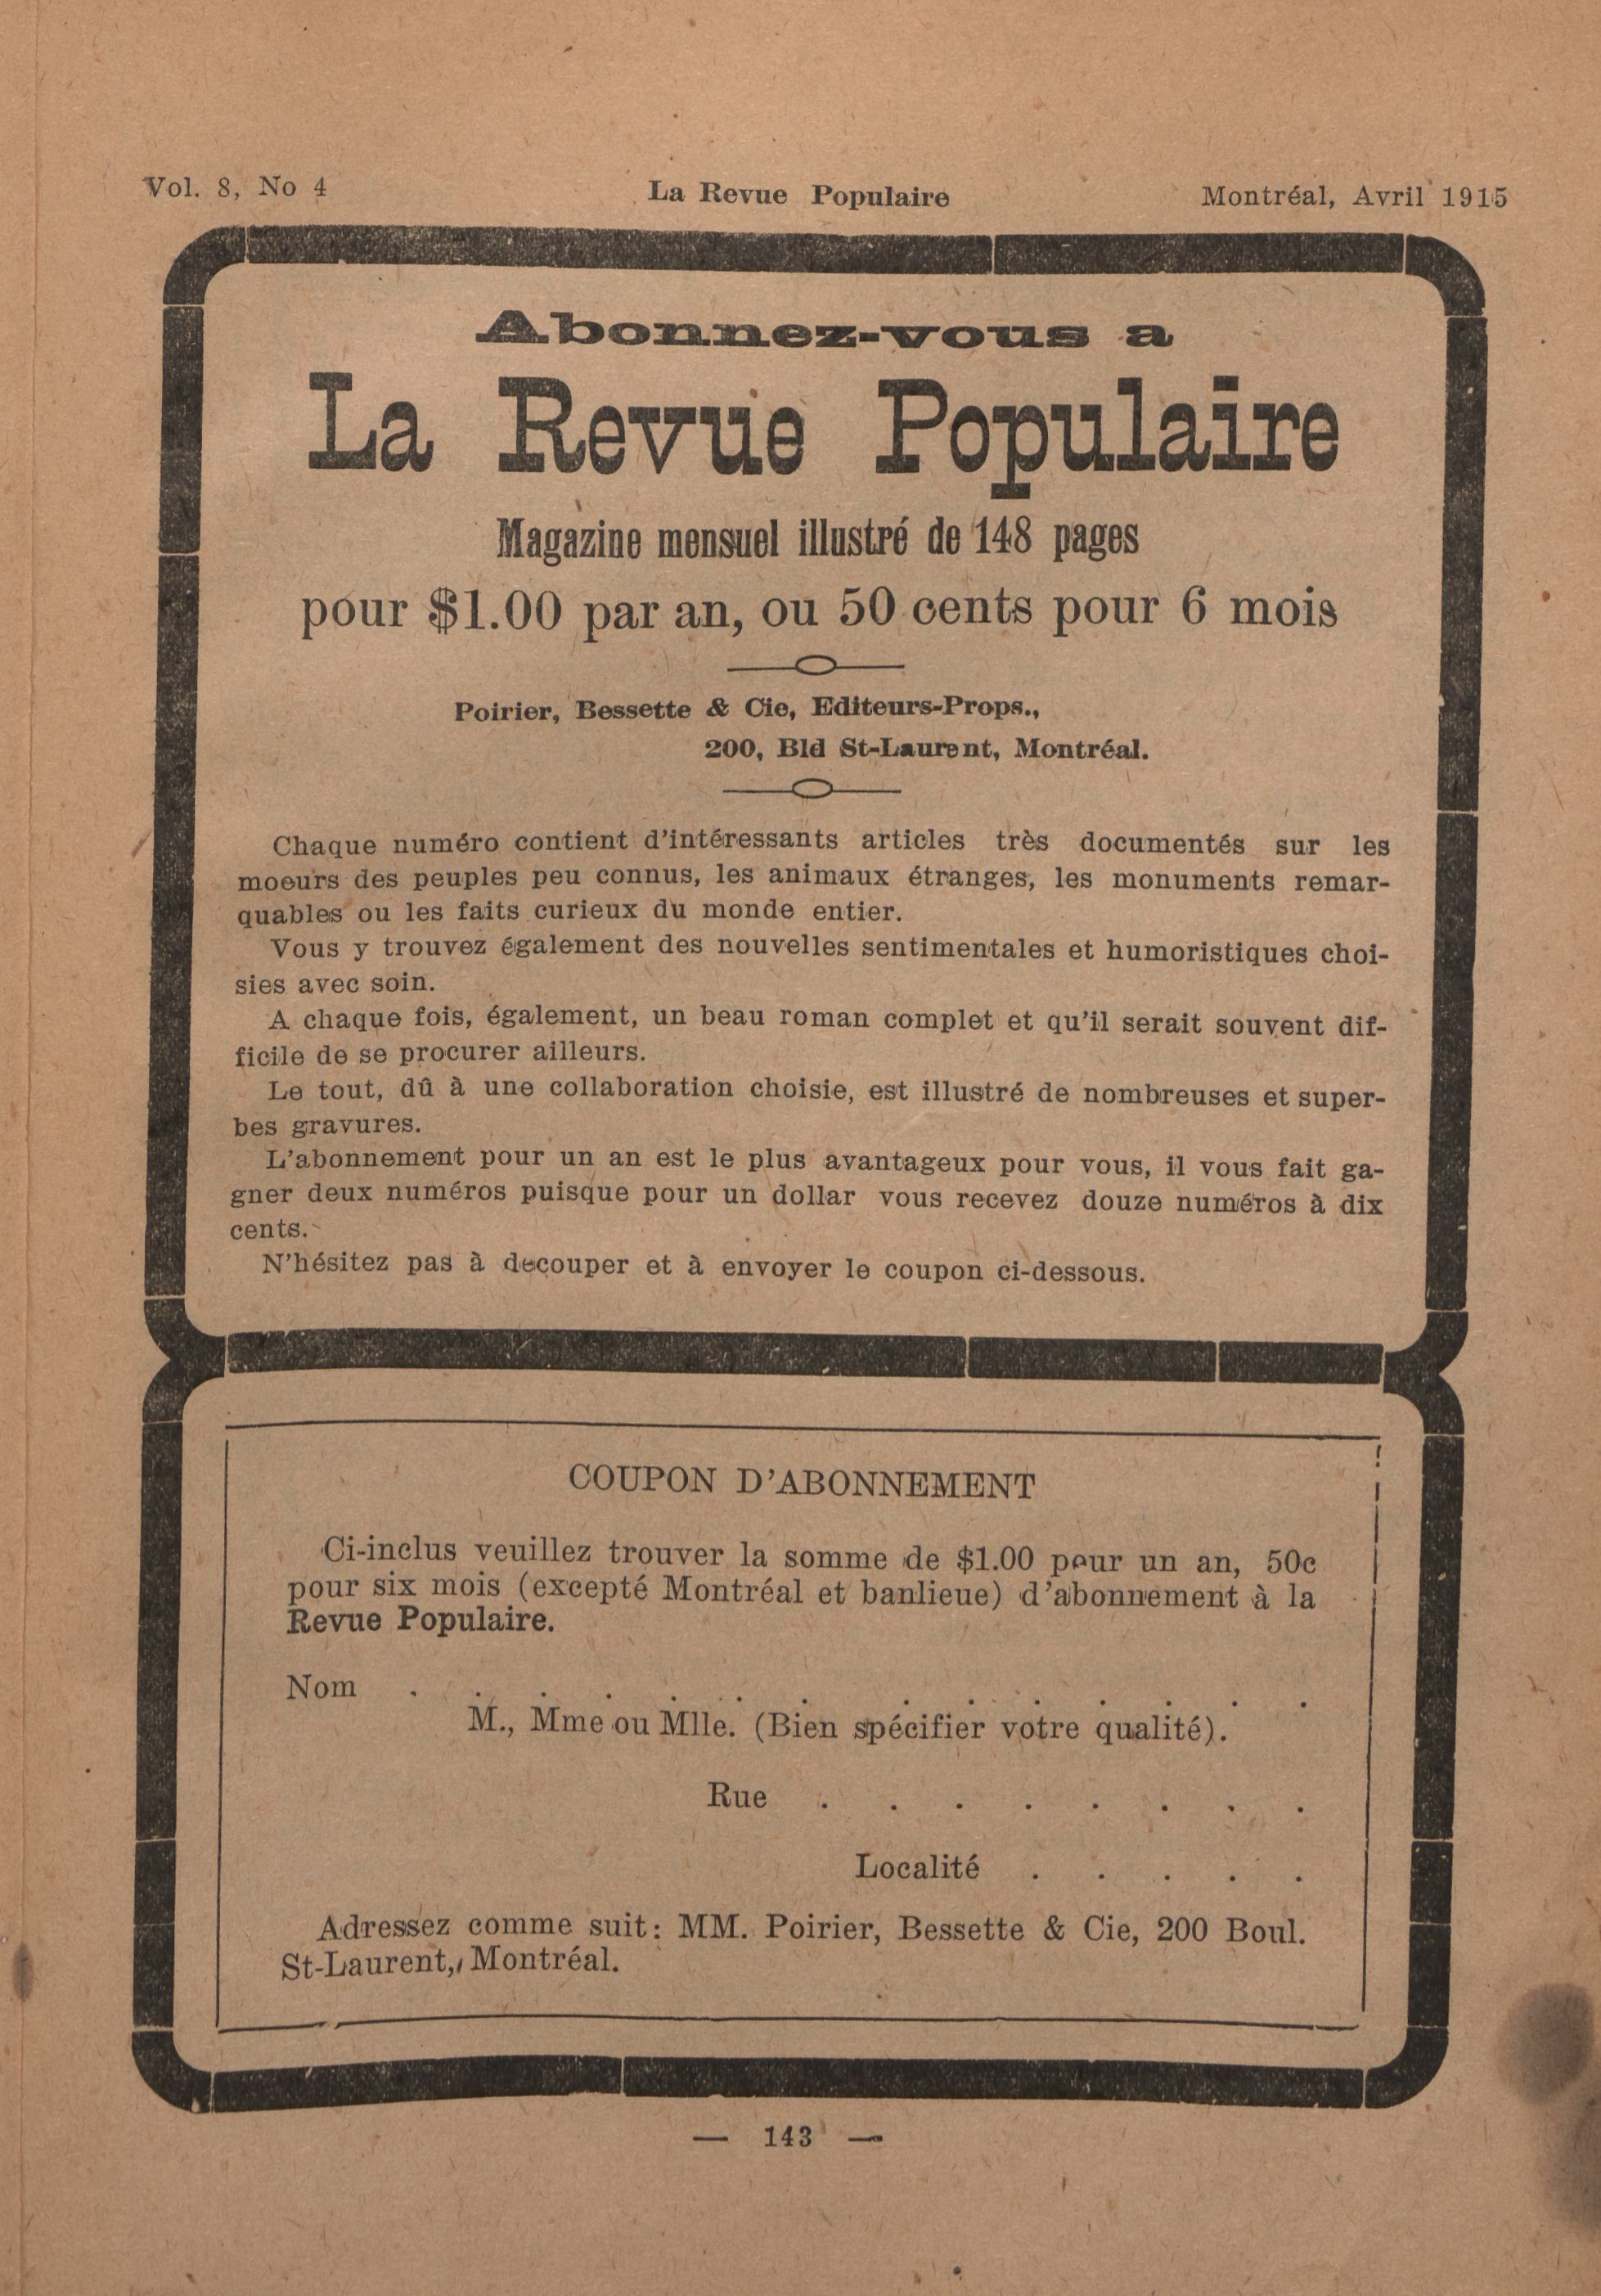 Vol. 8, No 4 La Revue Populaire Montréal, Avril 1915
Abonnez-vous a
La Revue Populaire
Magazine mensuel illustré de 148 pages
pour $1.00 par an, ou 50 cents pour 6 mois
Poirier, Bessette & Cie, Editeurs-Props.,
200, Bld St-Laurent, Montréal.
Chaque numéro contient d'intéressants articles très documentés sur les
moeurs des peuples peu connus, les animaux étranges, les monuments remar-
quables ou les faits curieux du monde entier.
Vous y trouvez également des nouvelles sentimentales et humoristiques choi-
sies avec soin.
A chaque fois, également, un beau roman complet et qu'il serait souvent dif-
ficile de se procurer ailleurs.
Le tout, dû à une collaboration choisie, est illustré de nombreuses et super-
bes gravures.
L'abonnement pour un an est le plus avantageux pour vous, il vous fait ga-
gner deux numéros puisque pour un dollar vous recevez douze numéros à dix
cents.
N'hésitez pas à decouper et à envoyer le coupon ci-dessous.
COUPON D'ABONNEMENT
Ci-inclus veuillez trouver la somme de $1.00 pour un an, 50c
pour six mois (excepté Montréal et banlieue) d'abonnement à la
Revue Populaire.
Nom . . . . . . . . . . . . . .
M., Mme ou Mlle. (Bien spécifier votre qualité).
Rue . . . . . . . .
Localité . . . . .
Adressez comme suit: MM. Poirier, Bessette & Cie, 200 Boul.
St-Laurent, Montréal.
— 143 —